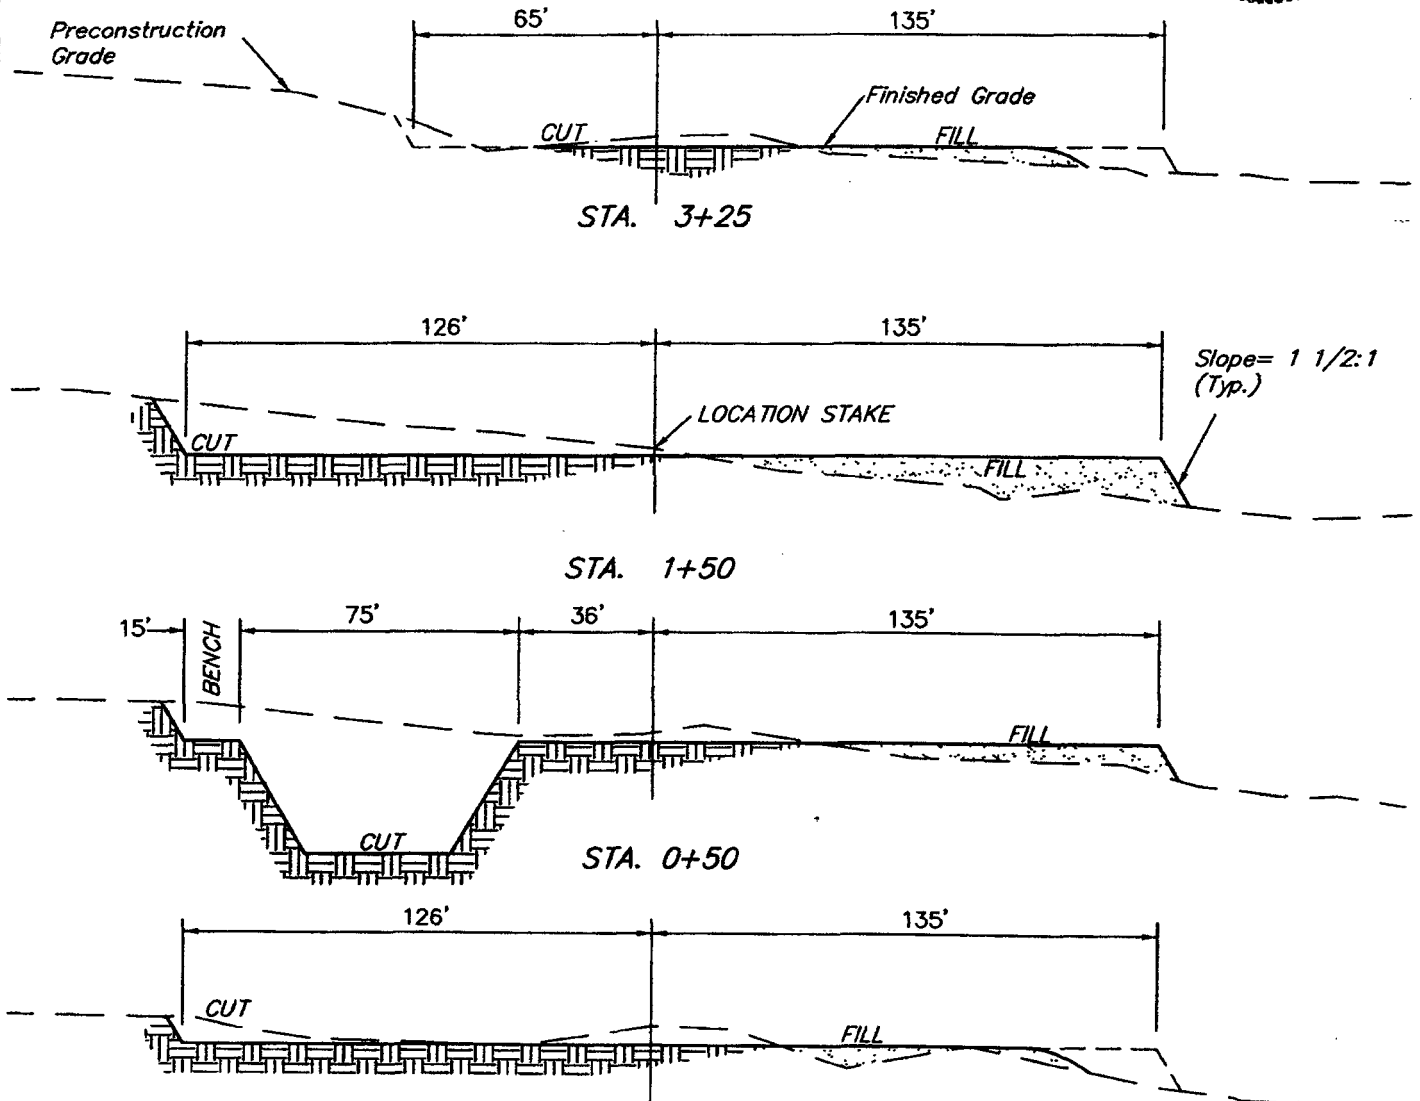 65'
135'
Preconstruction
Grade
Finished Grade
CUT
FILL
STA. 3+25
126'
135'
Slope= 1 1/2:1
(Typ.)
LOCATION STAKE
CUT
FILL
STA. 1+50
15'
BENCH
75'
36'
135'
FILL
CUT
STA. 0+50
126'
135'
CUT
FILL